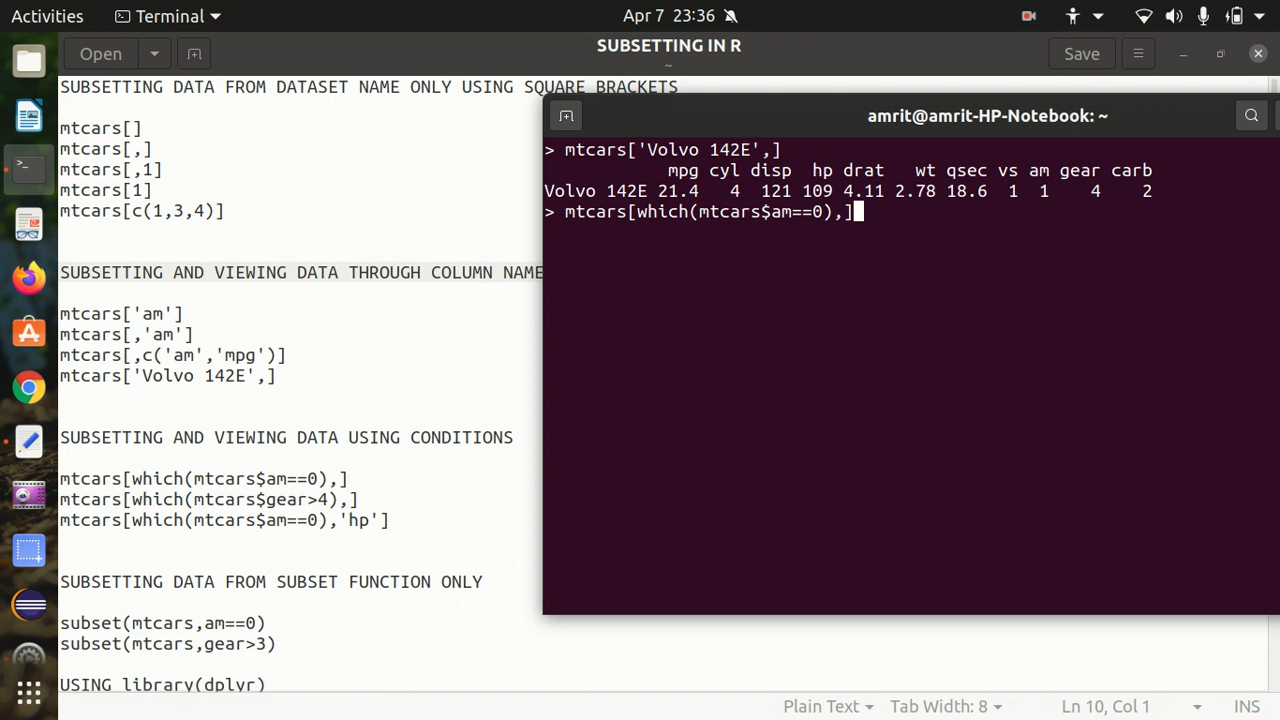 Activities Terminal Apr 7 23:36
Open SUBSETTING IN R Save
~
SUBSETTING DATA FROM DATASET NAME ONLY USING SQUARE BRACKETS
mtcars[]
mtcars[,]
mtcars[,1]
mtcars[1]
mtcars[c(1,3,4)]
SUBSETTING AND VIEWING DATA THROUGH COLUMN NAME
mtcars['am']
mtcars[,'am']
mtcars[,c('am','mpg')]
mtcars['Volvo 142E',]
SUBSETTING AND VIEWING DATA USING CONDITIONS
mtcars[which(mtcars$am==0),]
mtcars[which(mtcars$gear>4),]
mtcars[which(mtcars$am==0),'hp']
SUBSETTING DATA FROM SUBSET FUNCTION ONLY
subset(mtcars,am==0)
subset(mtcars,gear>3)
USING library(dplyr)
amrit@amrit-HP-Notebook: ~
> mtcars['Volvo 142E',]
mpg cyl disp hp drat wt qsec vs am gear carb
Volvo 142E 21.4 4 121 109 4.11 2.78 18.6 1 1 4 2
> mtcars[which(mtcars$am==0),]
Plain Text Tab Width: 8 Ln 10, Col 1 INS